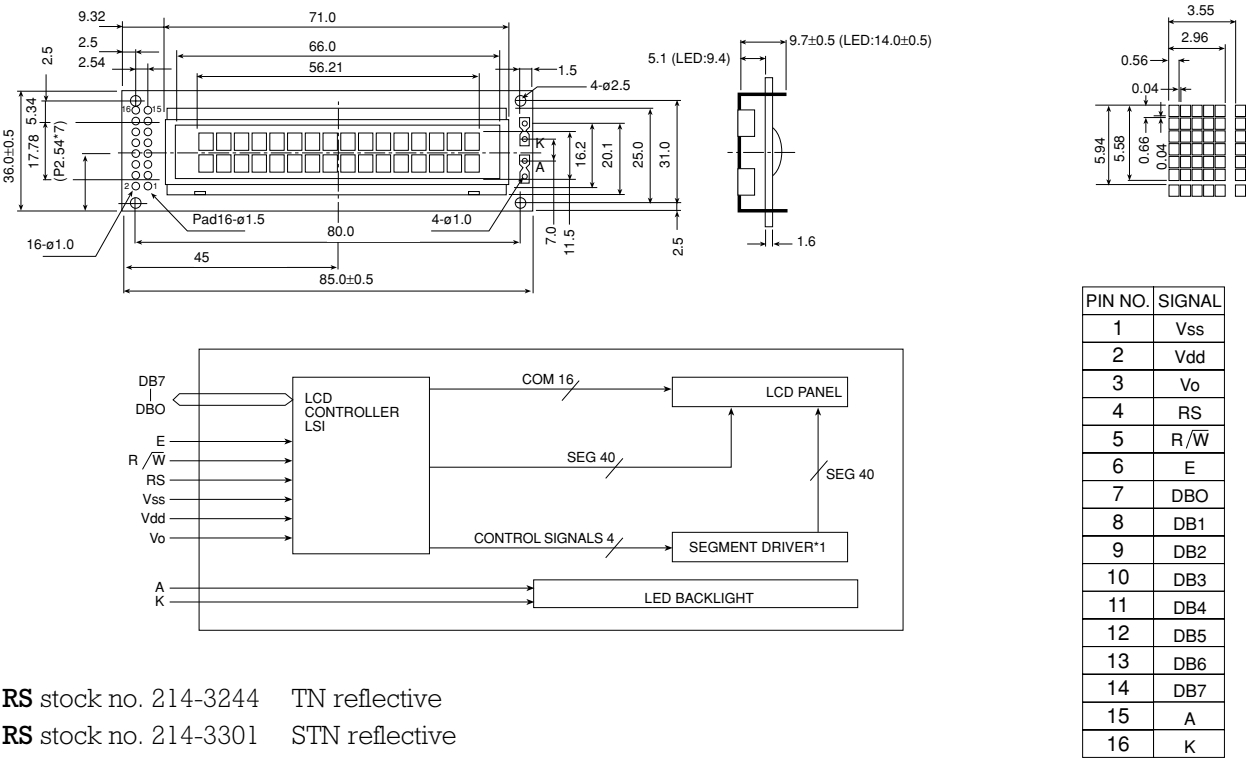 9.32
71.0
2.5
66.0
2.54
56.21
2.5
1.5
4-ø2.5
16
15
36.0±0.5
5.34
17.78
(P2.54*7)
K
A
16.2
20.1
25.0
31.0
2
1
Pad16-ø1.5
4-ø1.0
16-ø1.0
80.0
7.0
11.5
2.5
45
85.0±0.5
9.7±0.5 (LED:14.0±0.5)
5.1 (LED:9.4)
1.6
3.55
2.96
0.56
0.04
5.94
5.58
0.66
0.04
DB7
DBO
E
R / W
RS
Vss
Vdd
Vo
A
K
LCD
CONTROLLER
LSI
COM 16
LCD PANEL
SEG 40
SEG 40
CONTROL SIGNALS 4
SEGMENT DRIVER*1
LED BACKLIGHT
PIN NO. SIGNAL
1 Vss
2 Vdd
3 Vo
4 RS
5 R / W
6 E
7 DBO
8 DB1
9 DB2
10 DB3
11 DB4
12 DB5
13 DB6
14 DB7
15 A
16 K
RS stock no. 214-3244 TN reflective
RS stock no. 214-3301 STN reflective